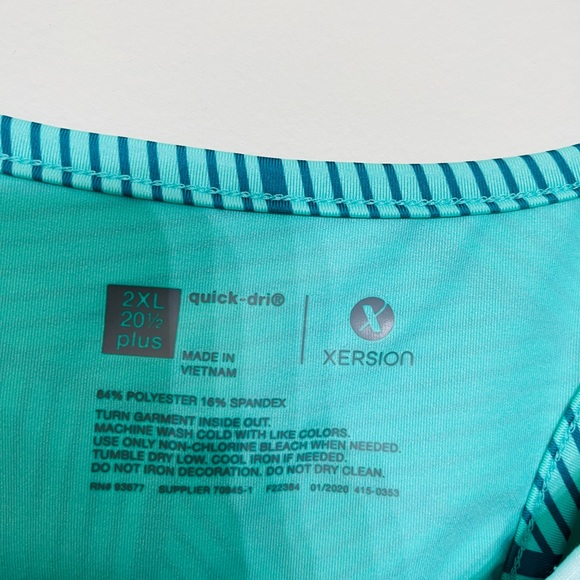 2XL
20½
plus
quick-dri®
MADE IN
VIETNAM
X
XERSION
84% POLYESTER 16% SPANDEX
TURN GARMENT INSIDE OUT.
MACHINE WASH COLD WITH LIKE COLORS.
USE ONLY NON-CHLORINE BLEACH WHEN NEEDED.
TUMBLE DRY LOW. COOL IRON IF NEEDED.
DO NOT IRON DECORATION. DO NOT DRY CLEAN.
RN# 93677 SUPPLIER 70845-1 F22384 01/2020 415-0353